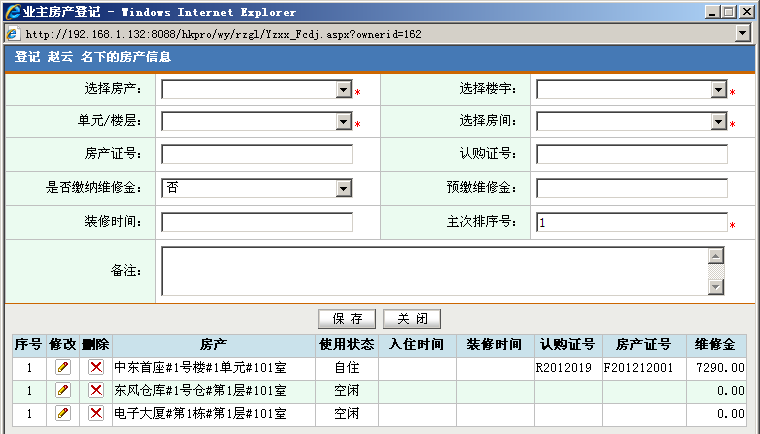 业主房产登记 - Windows Internet Explorer
http://192.168.1.132:8088/hkpro/wy/rzgl/Yzxx_Fcdj.aspx?ownerid=162
登记 赵云 名下的房产信息
选择房产: * 选择楼宇: *
单元/楼层: * 选择房间: *
房产证号: 认购证号:
是否缴纳维修金: 否 预缴维修金:
装修时间: 主次排序号: 1 *
备注:
保 存 关 闭
序号 修改 删除 房产 使用状态 入住时间 装修时间 认购证号 房产证号 维修金
1 中东首座#1号楼#1单元#101室 自住 R2012019 F201212001 7290.00
1 东风仓库#1号仓#第1层#101室 空闲 0.00
1 电子大厦#第1栋#第1层#101室 空闲 0.00